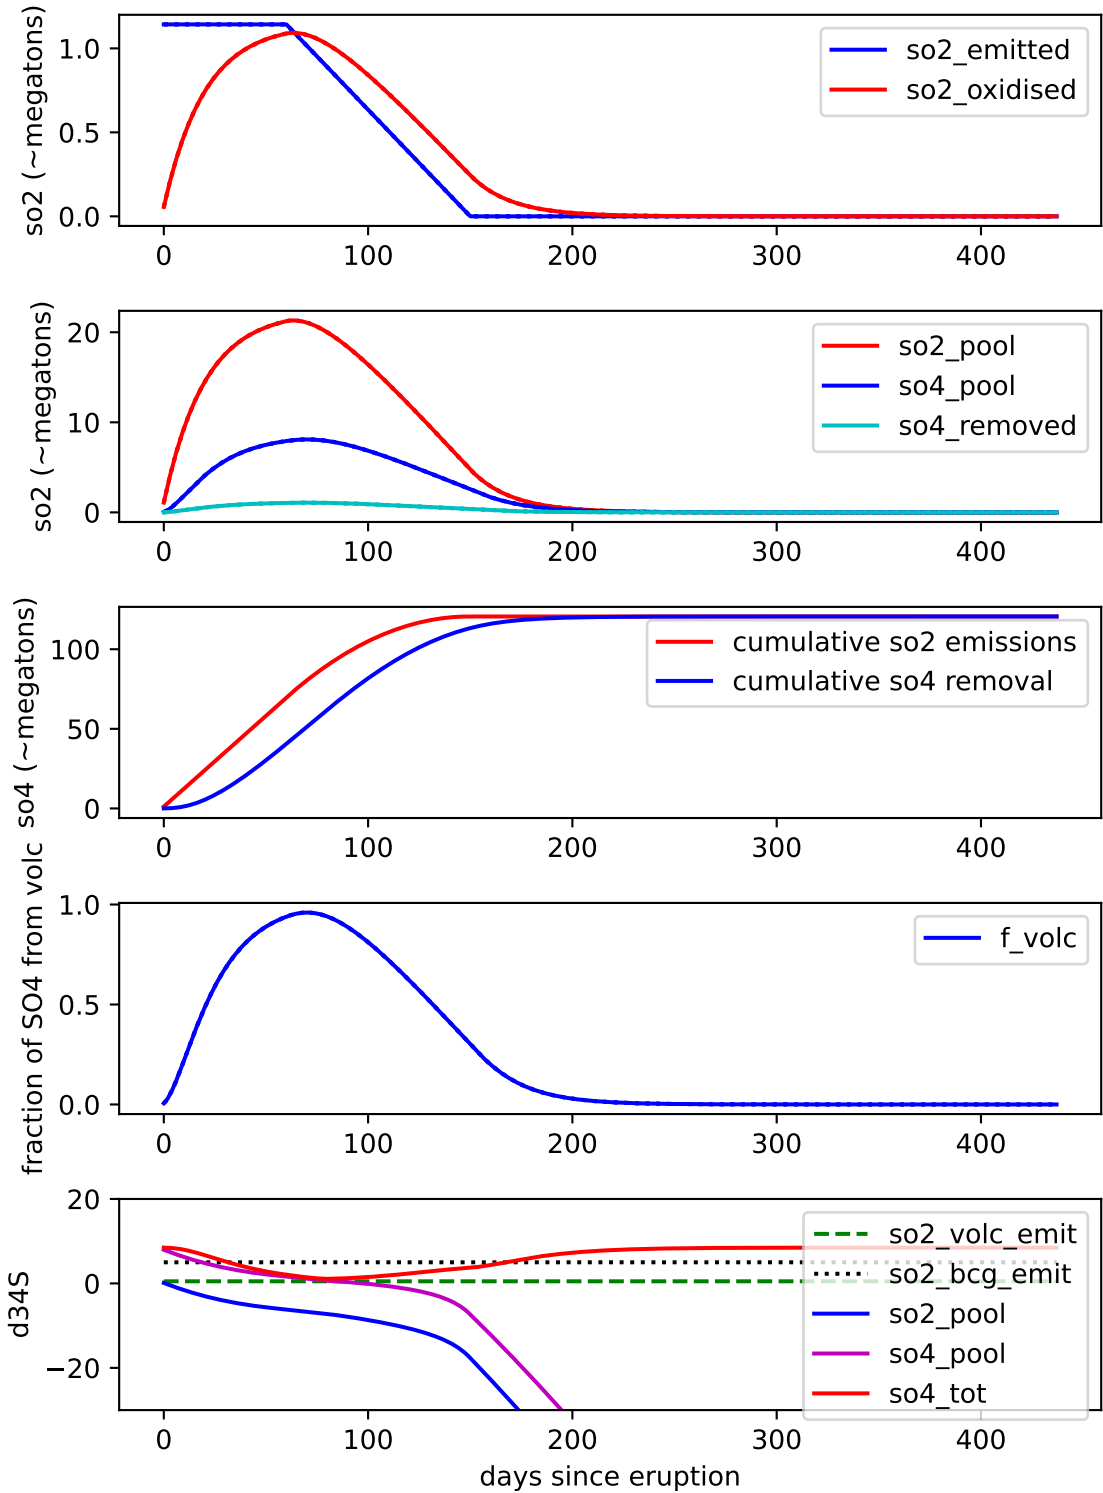 so2 (~megatons)
1.0
0.5
0.0
so2_emitted
so2_oxidised
0 100 200 300 400
so2 (~megatons)
20
10
0
so2_pool
so4_pool
so4_removed
0 100 200 300 400
so4 (~megatons)
100
50
0
cumulative so2 emissions
cumulative so4 removal
0 100 200 300 400
fraction of SO4 from volc
1.0
0.5
0.0
f_volc
0 100 200 300 400
d34S
20
0
−20
so2_volc_emit
so2_bcg_emit
so2_pool
so4_pool
so4_tot
0 100 200 300 400
days since eruption